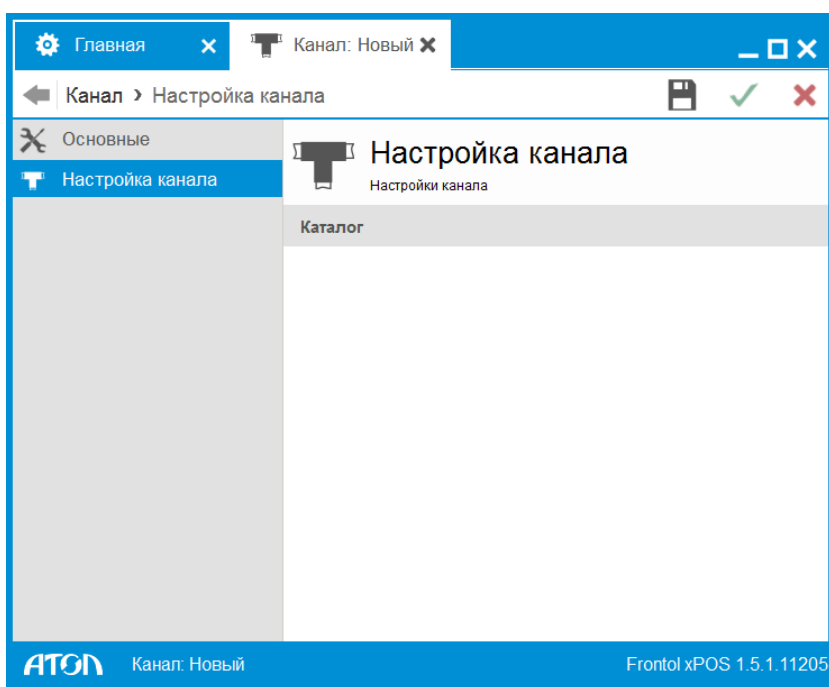 Главная Канал: Новый
Канал › Настройка канала
Основные
Настройка канала
Настройка канала
Настройки канала
Каталог
ATOL Канал: Новый Frontol xPOS 1.5.1.11205